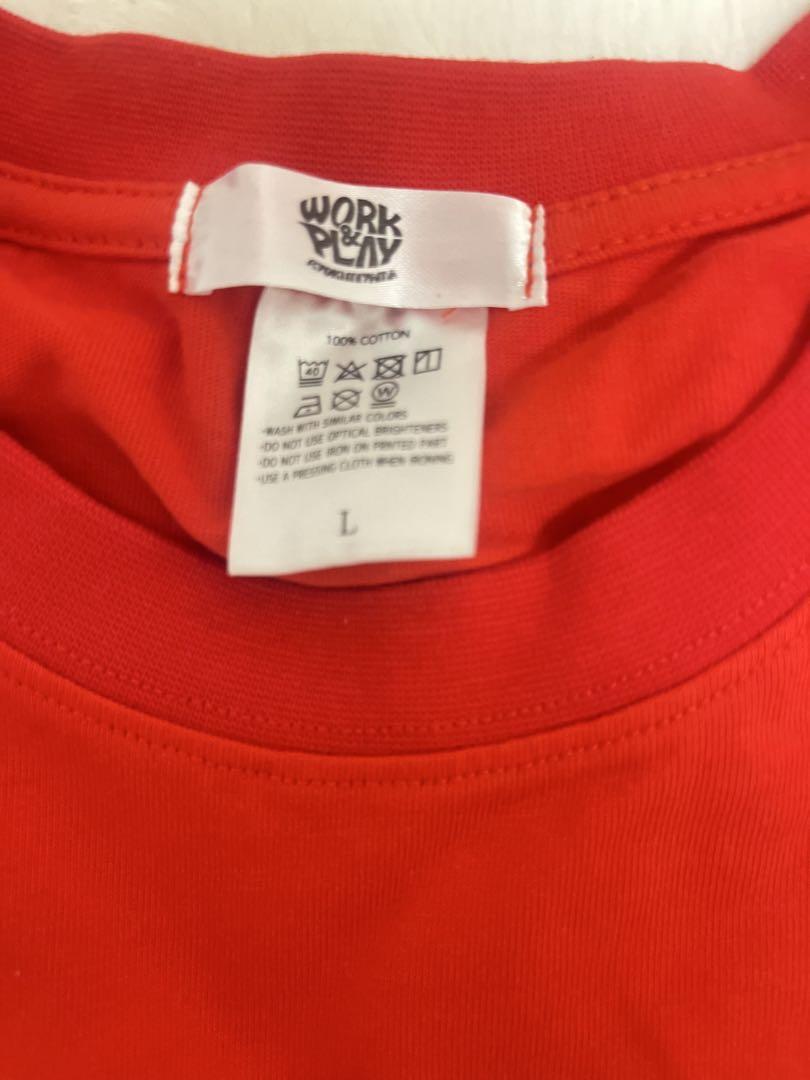 WORK
&
PLAY
100% COTTON
40
W
•WASH WITH SIMILAR COLORS
•DO NOT USE OPTICAL BRIGHTENERS
•DO NOT USE IRON ON PRINTED PART
•USE A PRESSING CLOTH WHEN IRONING
L